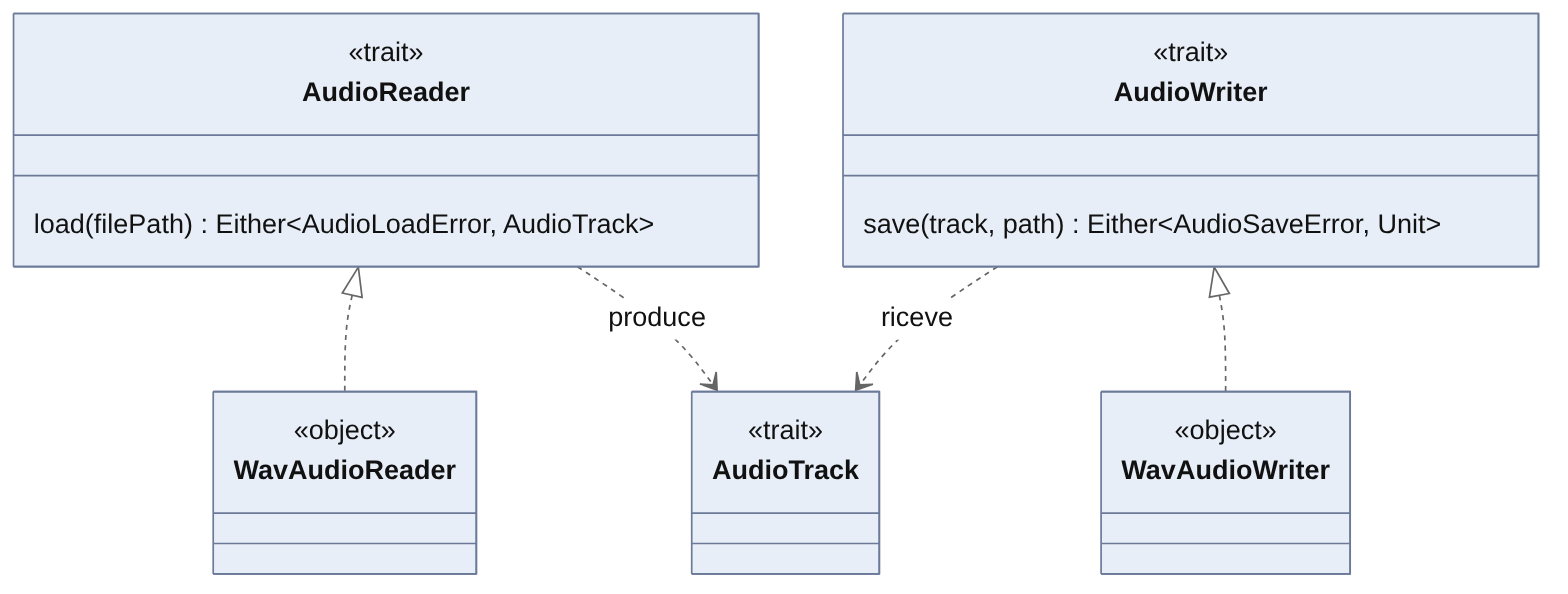 «trait»
AudioReader
load(filePath) : Either<AudioLoadError, AudioTrack>
«trait»
AudioWriter
save(track, path) : Either<AudioSaveError, Unit>
produce
riceve
«object»
WavAudioReader
«trait»
AudioTrack
«object»
WavAudioWriter